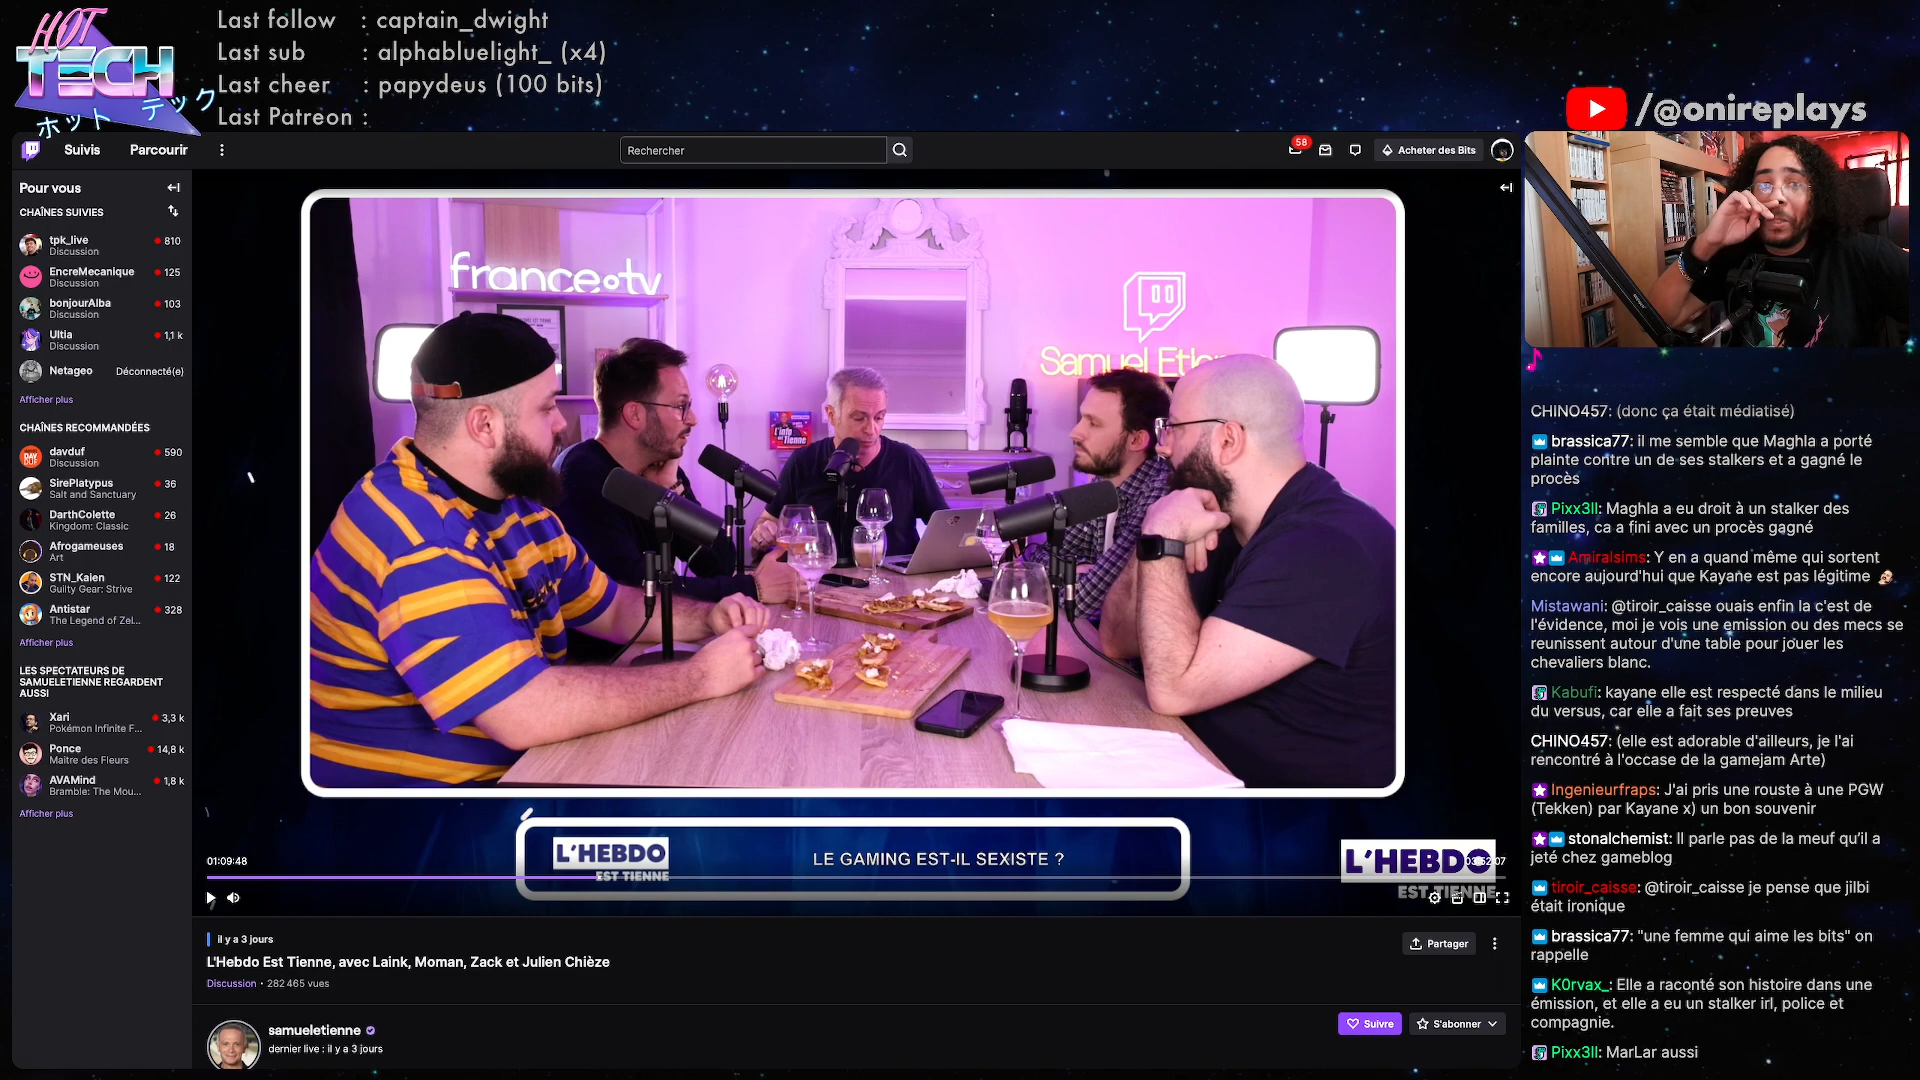 HOT
TECH
ホット テック
Last follow : captain_dwight
Last sub : alphabluelight_ (x4)
Last cheer : papydeus (100 bits)
Last Patreon :
/@onireplays
Suivis
Parcourir
Rechercher
58
Acheter des Bits
Pour vous
CHAÎNES SUIVIES
tpk_live
810
Discussion
EncreMecanique
125
Discussion
bonjourAlba
103
Discussion
Ultia
1,1 k
Discussion
Netageo
Déconnecté(e)
Afficher plus
CHAÎNES RECOMMANDÉES
davduf
590
Discussion
SirePlatypus
36
Salt and Sanctuary
DarthColette
26
Kingdom: Classic
Afrogameuses
18
Art
STN_Kaien
122
Guilty Gear: Strive
Antistar
328
The Legend of Zel...
Afficher plus
LES SPECTATEURS DE
SAMUELETIENNE REGARDENT
AUSSI
Xari
3,3 k
Pokémon Infinite F...
Ponce
14,8 k
Maitre des Fleurs
AVAMind
1,8 k
Bramble: The Mou...
Afficher plus
france•tv
Samuel Etie
L'HEBDO
EST TIENNE
LE GAMING EST-IL SEXISTE ?
L'HEBDO
EST TIENNE
01:09:48
03:52:07
il y a 3 jours
L'Hebdo Est Tienne, avec Laink, Moman, Zack et Julien Chièze
Discussion • 282 465 vues
Partager
samueletienne
dernier live : il y a 3 jours
Suivre
S'abonner
CHINO457: (donc ça était médiatisé)
brassica77: il me semble que Maghla a porté
plainte contre un de ses stalkers et a gagné le
procès
Pixx3ll: Maghla a eu droit à un stalker des
familles, ca a fini avec un procès gagné
Amiralsims: Y en a quand même qui sortent
encore aujourd'hui que Kayane est pas légitime
Mistawani: @tiroir_caisse ouais enfin la c'est de
l'évidence, moi je vois une emission ou des mecs se
reunissent autour d'une table pour jouer les
chevaliers blanc.
Kabufi: kayane elle est respecté dans le milieu
du versus, car elle a fait ses preuves
CHINO457: (elle est adorable d'ailleurs, je l'ai
rencontré à l'occase de la gamejam Arte)
Ingenieurfraps: J'ai pris une rouste à une PGW
(Tekken) par Kayane x) un bon souvenir
stonalchemist: Il parle pas de la meuf qu'il a
jeté chez gameblog
tiroir_caisse: @tiroir_caisse je pense que jilbi
était ironique
brassica77: "une femme qui aime les bits" on
rappelle
K0rvax_: Elle a raconté son histoire dans une
émission, et elle a eu un stalker irl, police et
compagnie.
Pixx3ll: MarLar aussi